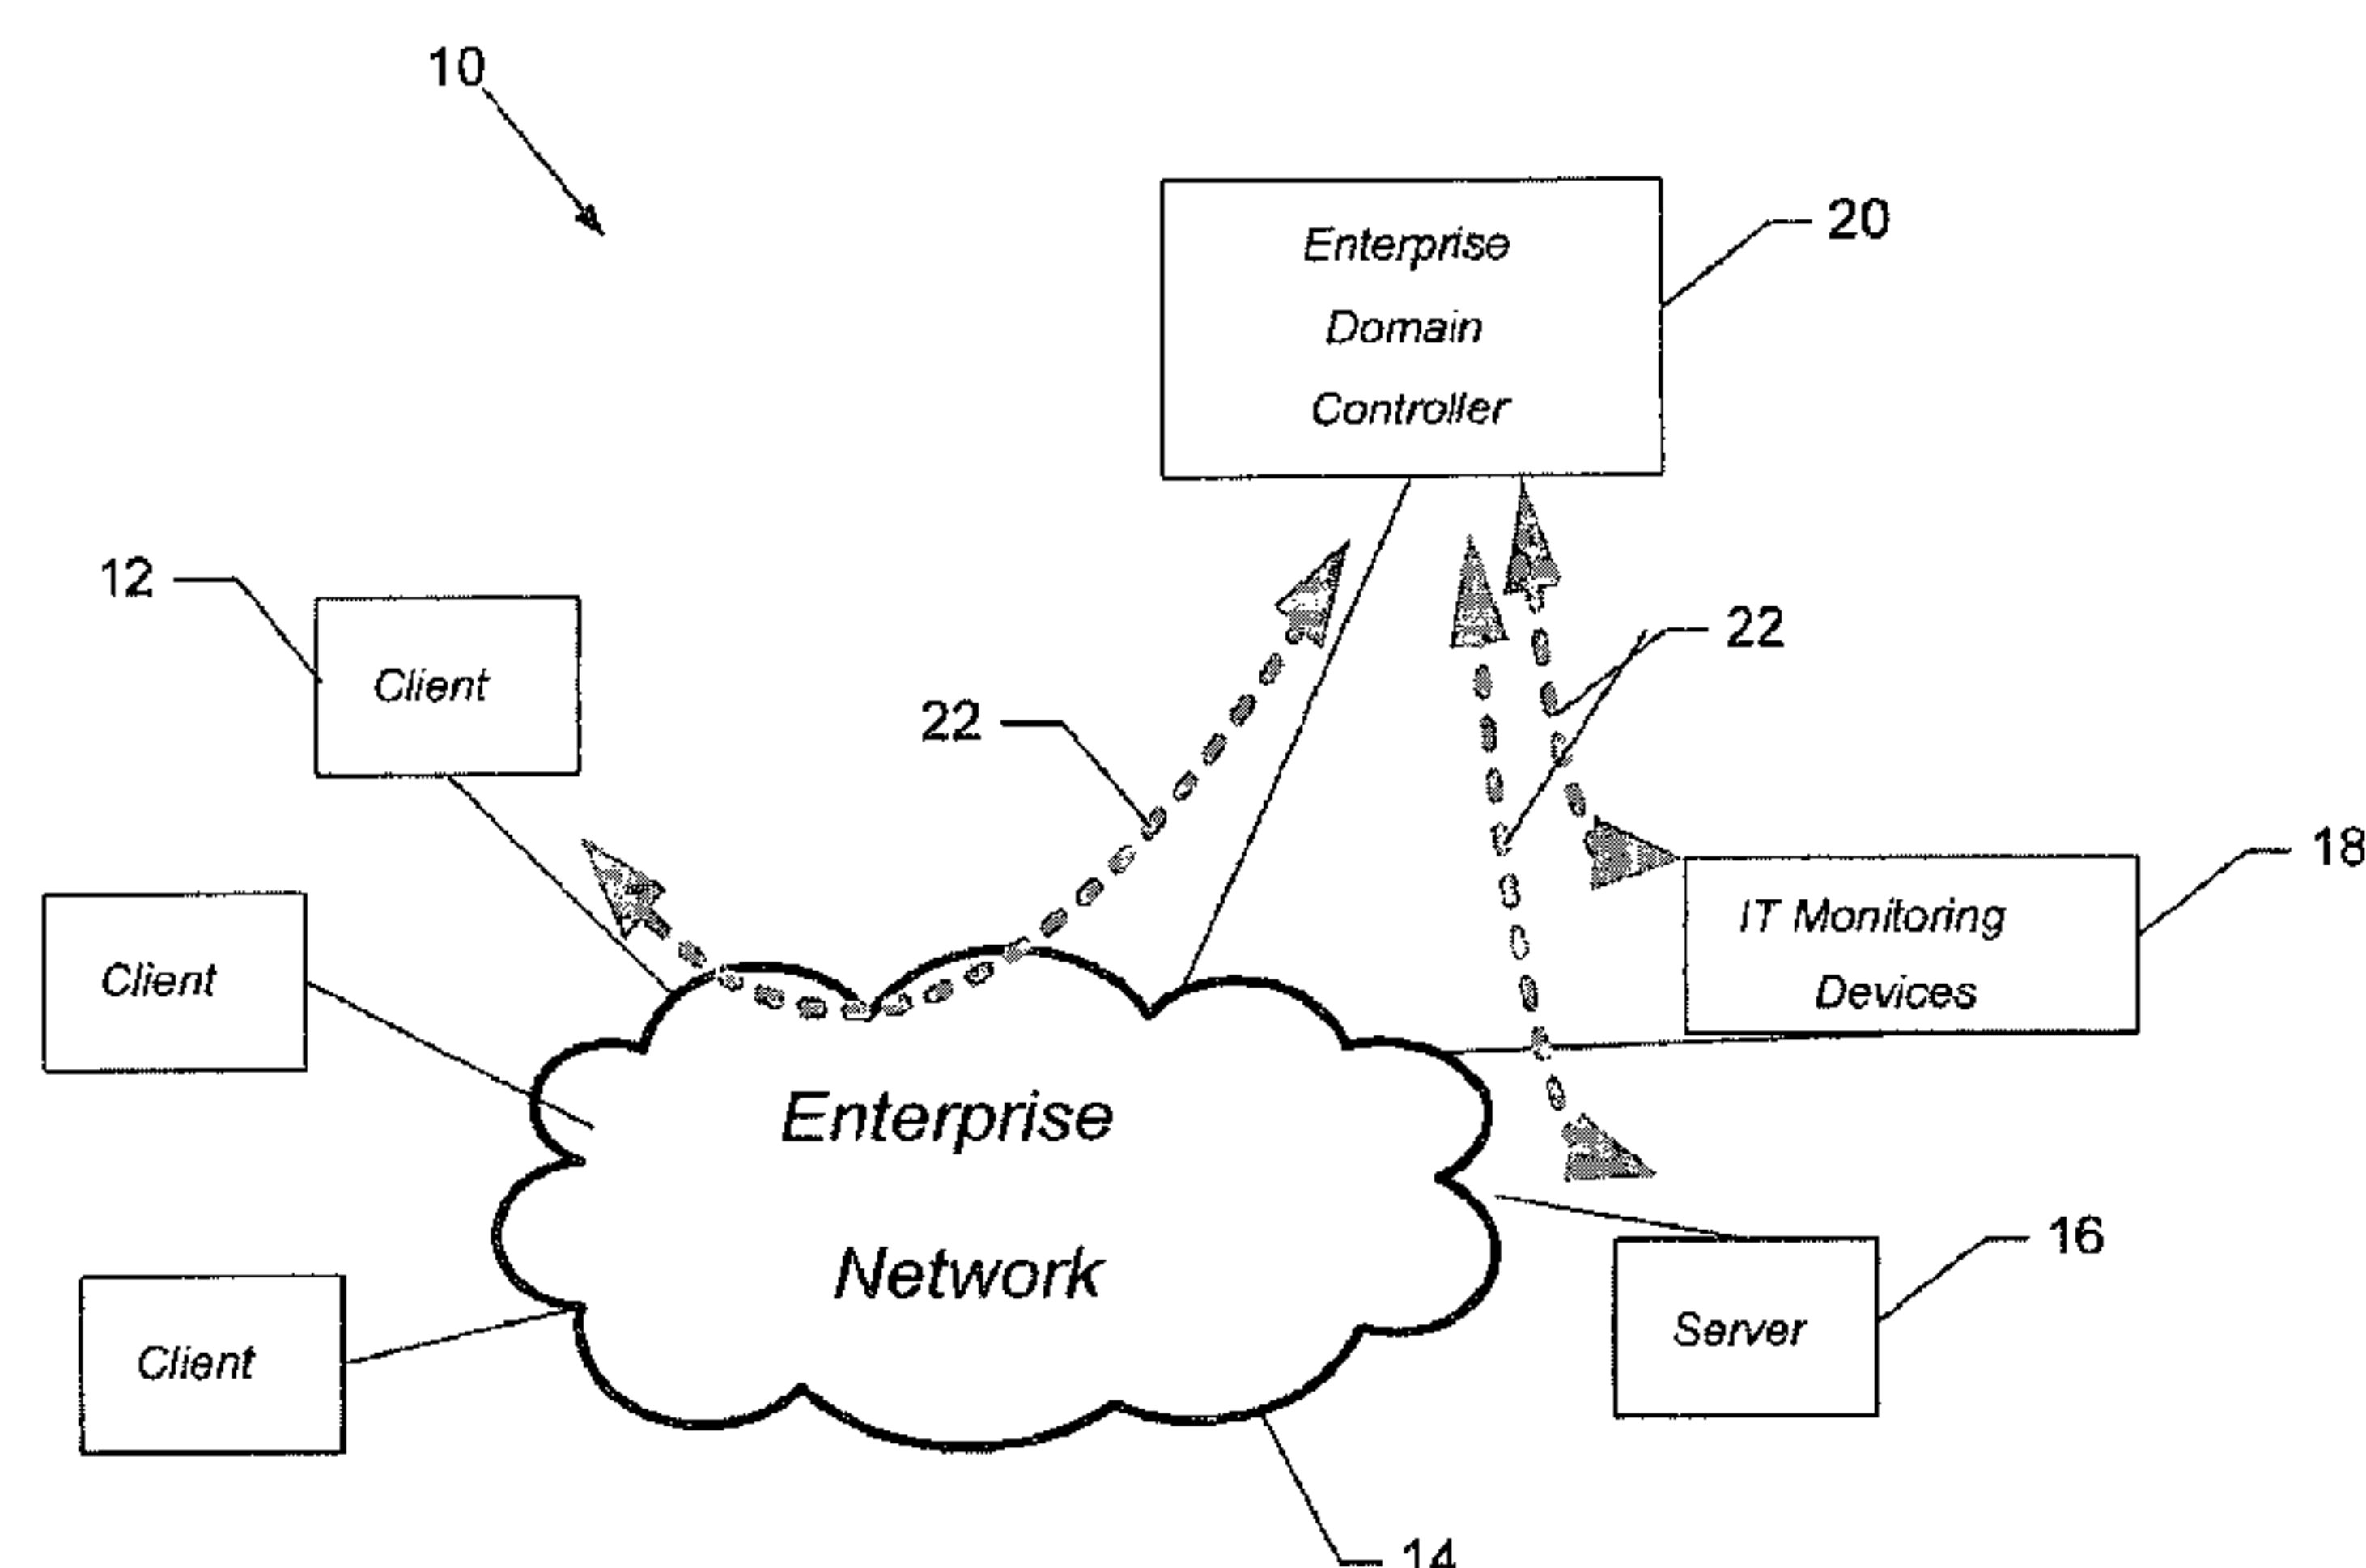 10
Enterprise
Domain
Controller
20
12
Client
22
22
Client
IT Monitoring
Devices
18
Enterprise
Network
Client
Server
16
14